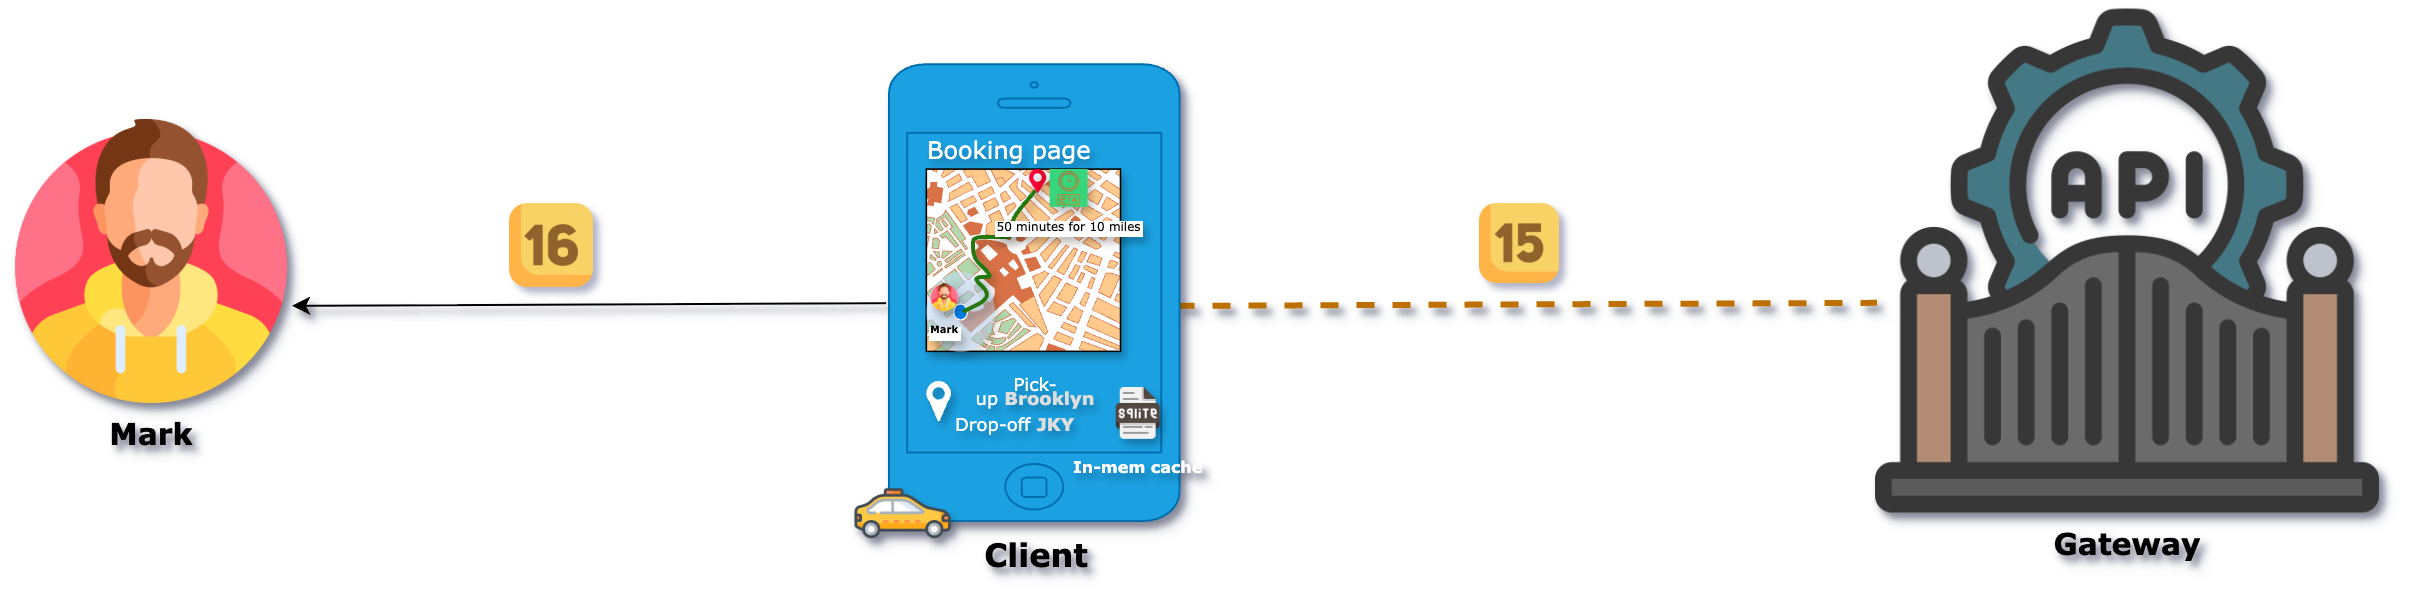 Booking page
ETA
50 minutes for 10 miles
Mark
Pick-
up Brooklyn
Drop-off JKY
SQLITE
In-mem cache
16
15
API
Mark
Client
Gateway